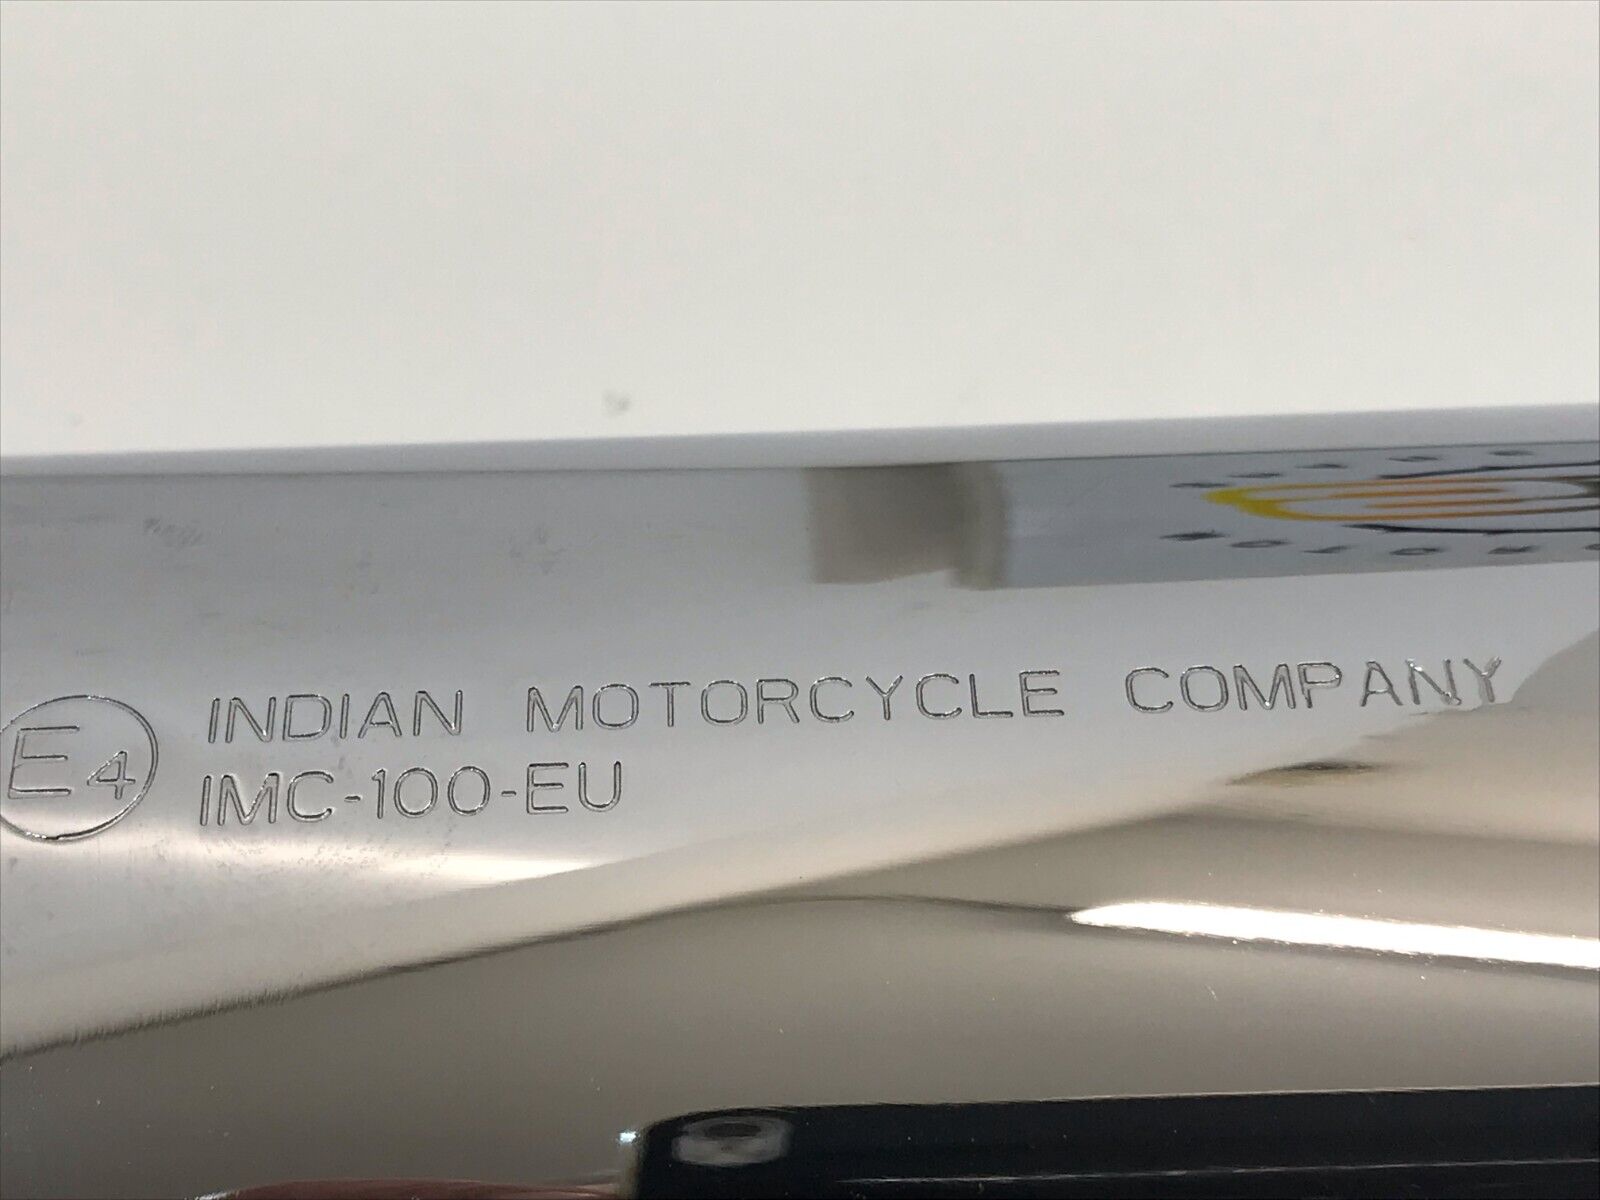 E4
INDIAN MOTORCYCLE COMPANY
IMC-100-EU